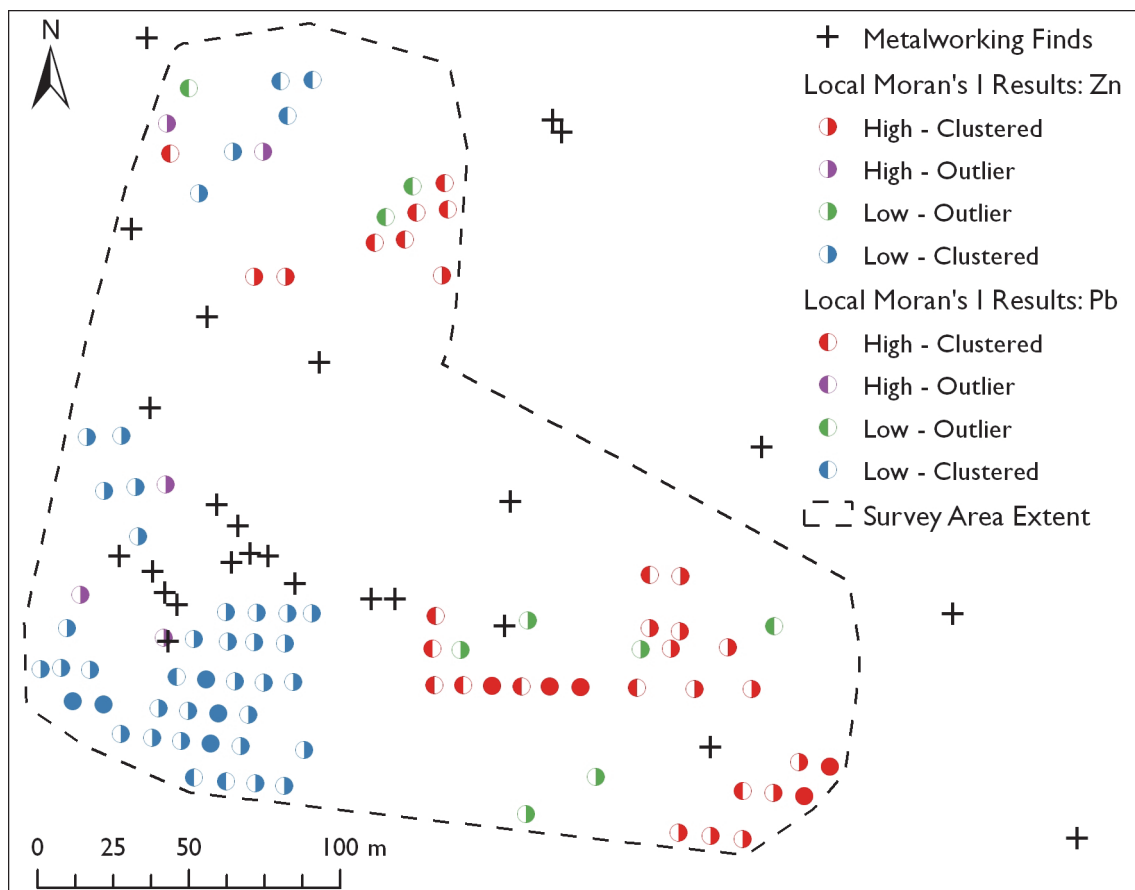 N
Metalworking Finds
Local Moran's I Results: Zn
High - Clustered
High - Outlier
Low - Outlier
Low - Clustered
Local Moran's I Results: Pb
High - Clustered
High - Outlier
Low - Outlier
Low - Clustered
Survey Area Extent
0 25 50 100 m